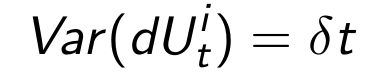 Var(dU_t^i) = δt